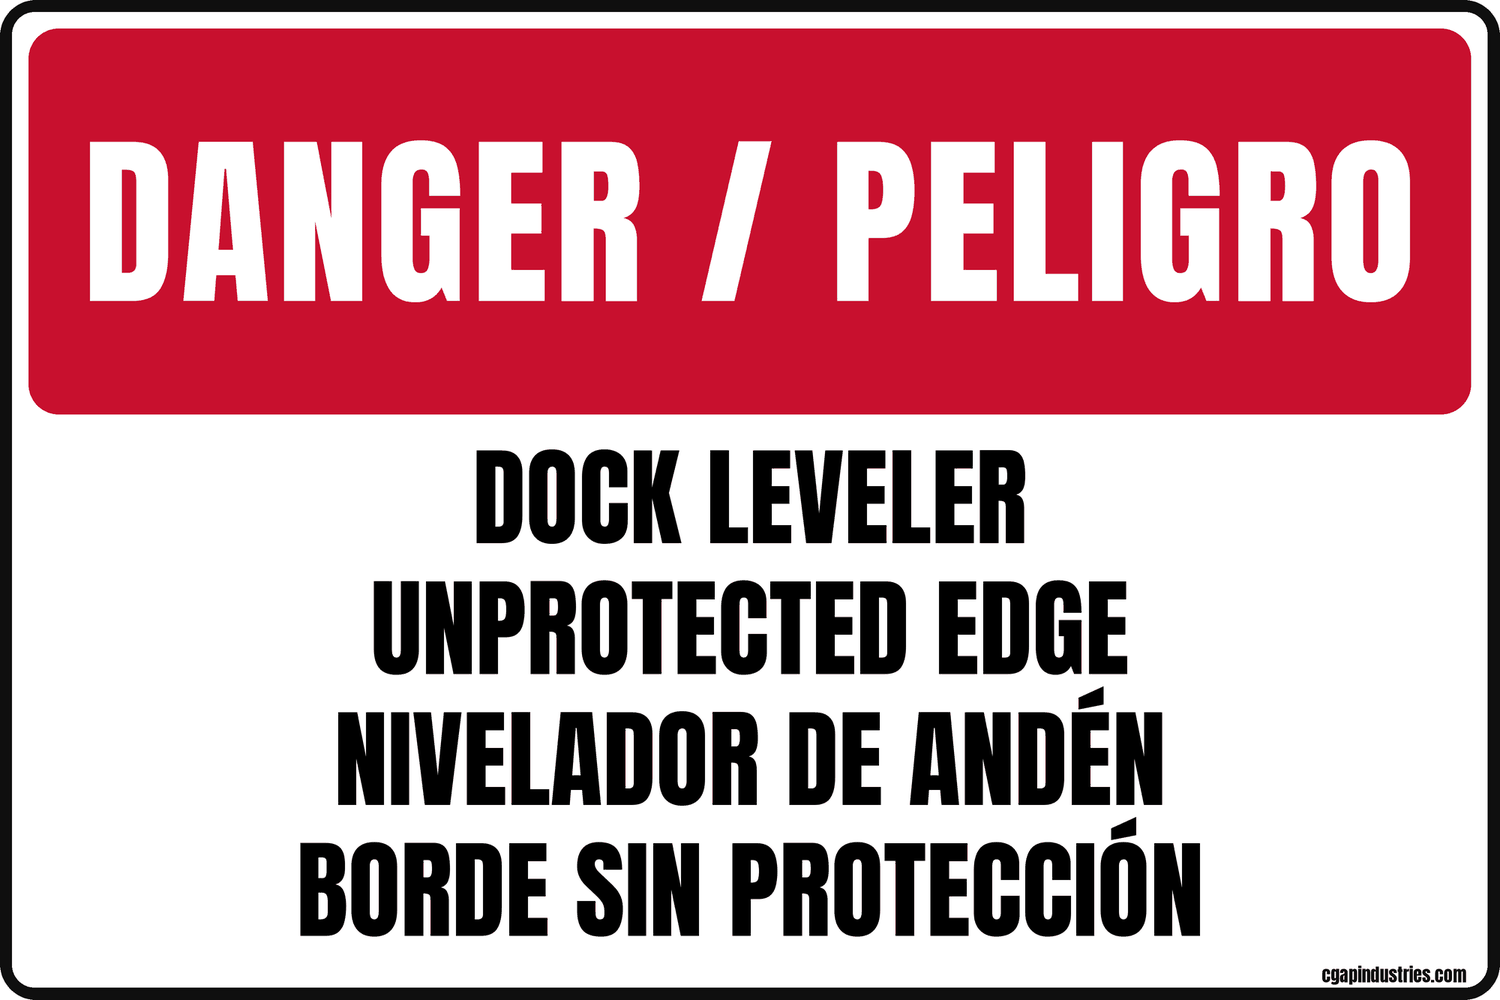 DANGER / PELIGRO
DOCK LEVELER
UNPROTECTED EDGE
NIVELADOR DE ANDÉN
BORDE SIN PROTECCIÓN
cgapindustries.com